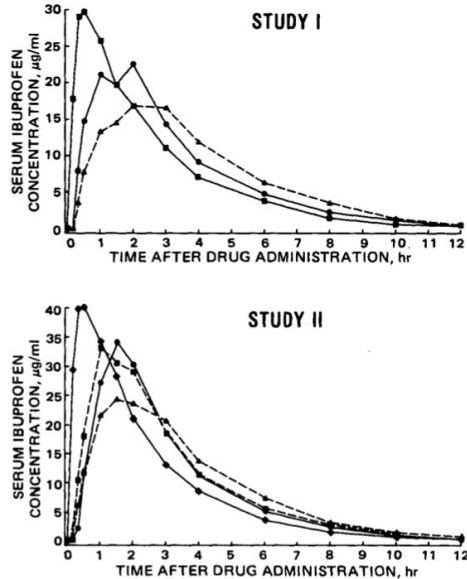 STUDY I
SERUM IBUPROFEN
CONCENTRATION, µg/ml
30
25
20
15
10
5
0
0 1 2 3 4 5 6 7 8 9 10 11 12
TIME AFTER DRUG ADMINISTRATION, hr
STUDY II
SERUM IBUPROFEN
CONCENTRATION, µg/ml
40
35
30
25
20
15
10
5
0
0 1 2 3 4 5 6 7 8 9 10 11 12
TIME AFTER DRUG ADMINISTRATION, hr